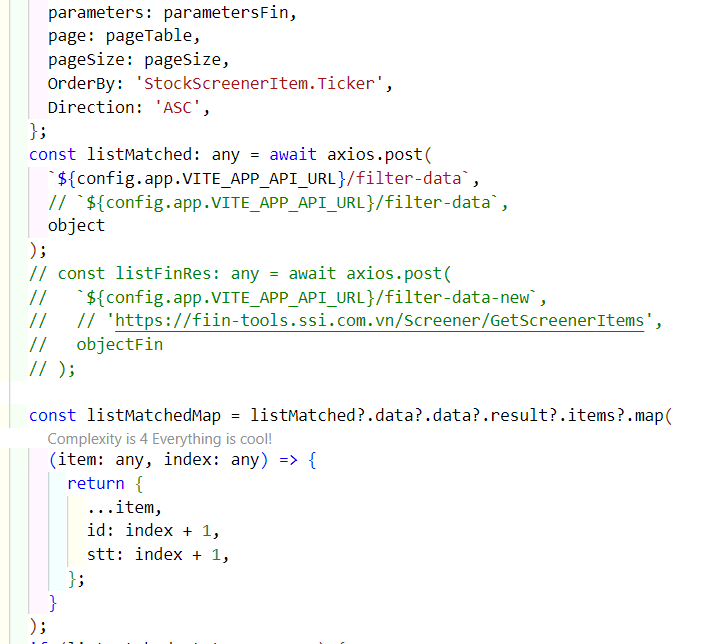 parameters: parametersFin,
page: pageTable,
pageSize: pageSize,
OrderBy: 'StockScreenerItem.Ticker',
Direction: 'ASC',
};
const listMatched: any = await axios.post(
`${config.app.VITE_APP_API_URL}/filter-data`,
// `${config.app.VITE_APP_API_URL}/filter-data`,
object
);
// const listFinRes: any = await axios.post(
//   `${config.app.VITE_APP_API_URL}/filter-data-new`,
//   // 'https://fiin-tools.ssi.com.vn/Screener/GetScreenerItems',
//   objectFin
// );
const listMatchedMap = listMatched?.data?.data?.result?.items?.map(
Complexity is 4 Everything is cool!
(item: any, index: any) => {
return {
...item,
id: index + 1,
stt: index + 1,
};
}
);